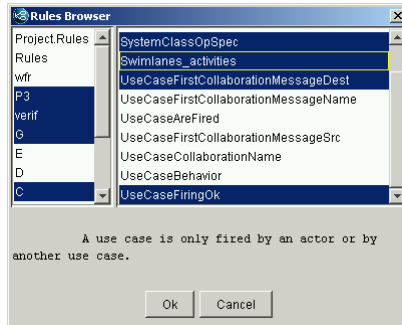 Rules Browser
Project.Rules
Rules
wfr
P3
verif
G
E
D
C
SystemClassOpSpec
Swimlanes_activities
UseCaseFirstCollaborationMessageDest
UseCaseFirstCollaborationMessageName
UseCaseAreFired
UseCaseFirstCollaborationMessageSrc
UseCaseCollaborationName
UseCaseBehavior
UseCaseFiringOk
A use case is only fired by an actor or by
another use case.
Ok Cancel